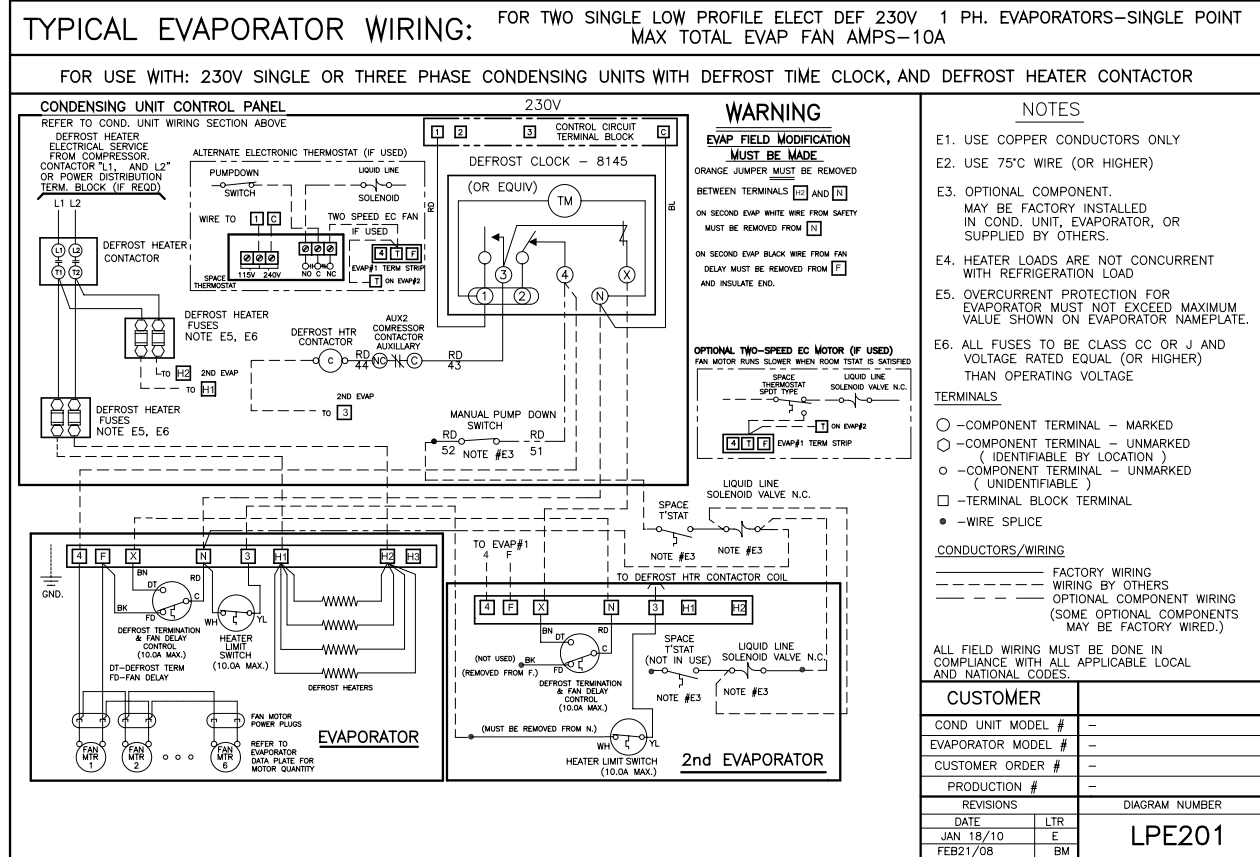 TYPICAL EVAPORATOR WIRING:
FOR TWO SINGLE LOW PROFILE ELECT DEF 230V 1 PH. EVAPORATORS-SINGLE POINT
MAX TOTAL EVAP FAN AMPS-10A
FOR USE WITH: 230V SINGLE OR THREE PHASE CONDENSING UNITS WITH DEFROST TIME CLOCK, AND DEFROST HEATER CONTACTOR
CONDENSING UNIT CONTROL PANEL
230V
REFER TO COND. UNIT WIRING SECTION ABOVE
DEFROST HEATER
ELECTRICAL SERVICE
FROM COMPRESSOR.
CONTACTOR "L1, AND L2"
OR POWER DISTRIBUTION
TERM. BLOCK (IF REQD)
L1 L2
L1 L2
T1 T2
DEFROST HEATER
CONTACTOR
ALTERNATE ELECTRONIC THERMOSTAT (IF USED)
PUMPDOWN
SWITCH
LIQUID LINE
SOLENOID
WIRE TO 1 C
TWO SPEED EC FAN
IF USED
4 T F
EVAP#1 TERM STRIP
T ON EVAP#2
115V 240V
NO C NC
SPACE
THERMOSTAT
1 2 3 C
CONTROL CIRCUIT
TERMINAL BLOCK
DEFROST CLOCK - 8145
(OR EQUIV)
TM
RD
BL
3 4 X
1 2 N
DEFROST HEATER
FUSES
NOTE E5, E6
TO H2 2ND EVAP
TO H1
DEFROST HEATER
FUSES
NOTE E5, E6
DEFROST HTR
CONTACTOR
C
AUX2
COMRESSOR
CONTACTOR
AUXILLARY
RD
44
NC C
RD
43
2ND EVAP
TO 3
MANUAL PUMP DOWN
SWITCH
RD
52
NOTE #E3
RD
51
WARNING
EVAP FIELD MODIFICATION
MUST BE MADE
ORANGE JUMPER MUST BE REMOVED
BETWEEN TERMINALS H2 AND N
ON SECOND EVAP WHITE WIRE FROM SAFETY
MUST BE REMOVED FROM N
ON SECOND EVAP BLACK WIRE FROM FAN
DELAY MUST BE REMOVED FROM F
AND INSULATE END.
OPTIONAL TWO-SPEED EC MOTOR (IF USED)
FAN MOTOR RUNS SLOWER WHEN ROOM TSTAT IS SATISFIED
SPACE
THERMOSTAT
SPDT TYPE
LIQUID LINE
SOLENOID VALVE N.C.
T ON EVAP#2
4 T F EVAP#1 TERM STRIP
LIQUID LINE
SOLENOID VALVE N.C.
SPACE
T'STAT
NOTE #E3
NOTE #E3
4 F X N 3 H1 H2 H3
GND.
BN
DT
RD
C
BK
FD
WH
YL
DEFROST TERMINATION
& FAN DELAY
CONTROL
(10.0A MAX.)
HEATER
LIMIT
SWITCH
(10.0A MAX.)
DT-DEFROST TERM
FD-FAN DELAY
DEFROST HEATERS
FAN MOTOR
POWER PLUGS
REFER TO
EVAPORATOR
DATA PLATE FOR
MOTOR QUANTITY
FAN
MTR
1
FAN
MTR
2
FAN
MTR
6
EVAPORATOR
TO EVAP#1
4 F
TO DEFROST HTR CONTACTOR COIL
4 F X N 3 H1 H2
BN
DT
RD
C
(NOT USED)
BK
FD
(REMOVED FROM F.)
DEFROST TERMINATION
& FAN DELAY
CONTROL
(10.0A MAX.)
SPACE
T'STAT
(NOT IN USE)
NOTE #E3
LIQUID LINE
SOLENOID VALVE N.C.
NOTE #E3
(MUST BE REMOVED FROM N.)
WH
YL
HEATER LIMIT SWITCH
(10.0A MAX.)
2nd EVAPORATOR
NOTES
E1. USE COPPER CONDUCTORS ONLY
E2. USE 75°C WIRE (OR HIGHER)
E3. OPTIONAL COMPONENT.
MAY BE FACTORY INSTALLED
IN COND. UNIT, EVAPORATOR, OR
SUPPLIED BY OTHERS.
E4. HEATER LOADS ARE NOT CONCURRENT
WITH REFRIGERATION LOAD
E5. OVERCURRENT PROTECTION FOR
EVAPORATOR MUST NOT EXCEED MAXIMUM
VALUE SHOWN ON EVAPORATOR NAMEPLATE.
E6. ALL FUSES TO BE CLASS CC OR J AND
VOLTAGE RATED EQUAL (OR HIGHER)
THAN OPERATING VOLTAGE
TERMINALS
-COMPONENT TERMINAL - MARKED
-COMPONENT TERMINAL - UNMARKED
( IDENTIFIABLE BY LOCATION )
-COMPONENT TERMINAL - UNMARKED
( UNIDENTIFIABLE )
-TERMINAL BLOCK TERMINAL
-WIRE SPLICE
CONDUCTORS/WIRING
FACTORY WIRING
WIRING BY OTHERS
OPTIONAL COMPONENT WIRING
(SOME OPTIONAL COMPONENTS
MAY BE FACTORY WIRED.)
ALL FIELD WIRING MUST BE DONE IN
COMPLIANCE WITH ALL APPLICABLE LOCAL
AND NATIONAL CODES.
CUSTOMER
COND UNIT MODEL # -
EVAPORATOR MODEL # -
CUSTOMER ORDER # -
PRODUCTION # -
REVISIONS
DIAGRAM NUMBER
DATE LTR
JAN 18/10 E
FEB21/08 BM
LPE201